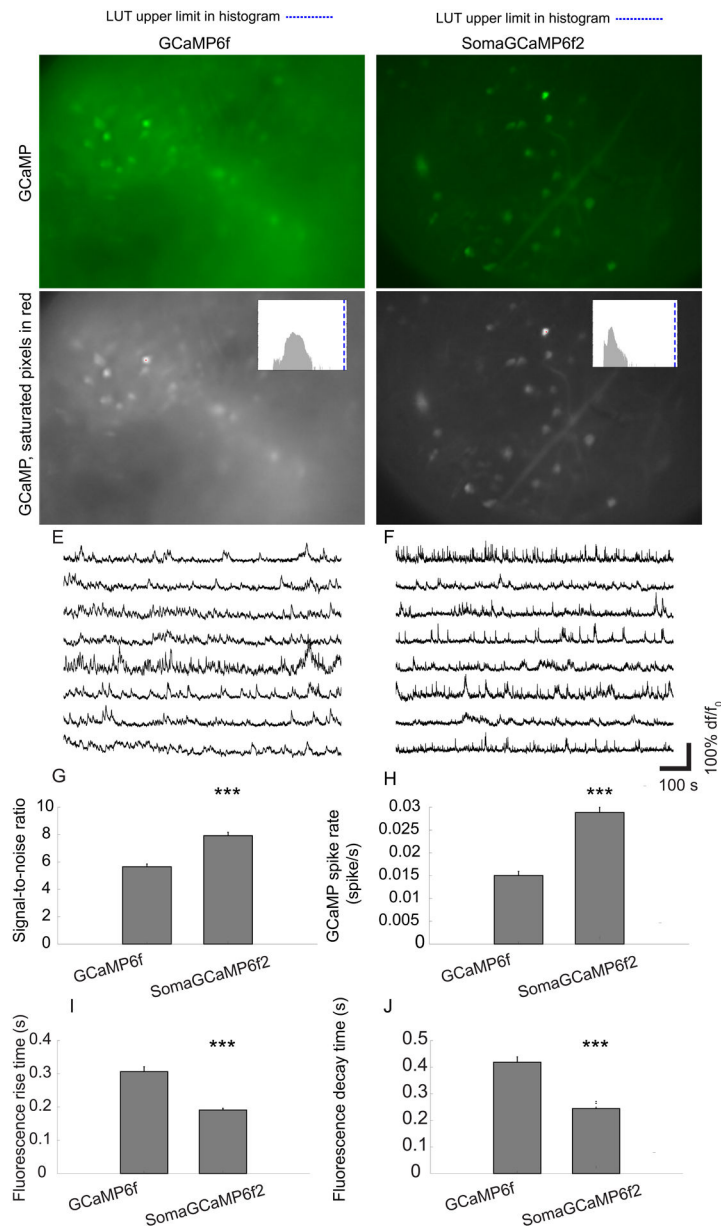 LUT upper limit in histogram
LUT upper limit in histogram
GCaMP6f
SomaGCaMP6f2
GCaMP
GCaMP, saturated pixels in red
E
F
100% df/f0
100 s
G
***
10
8
6
4
2
0
Signal-to-noise ratio
GCaMP6f
SomaGCaMP6f2
H
***
0.03
0.025
0.02
0.015
0.01
0.005
0
GCaMP spike rate
(spike/s)
GCaMP6f
SomaGCaMP6f2
I
***
0.4
0.3
0.2
0.1
0
Fluorescence rise time (s)
GCaMP6f
SomaGCaMP6f2
J
***
0.5
0.4
0.3
0.2
0.1
0
Fluorescence decay time (s)
GCaMP6f
SomaGCaMP6f2